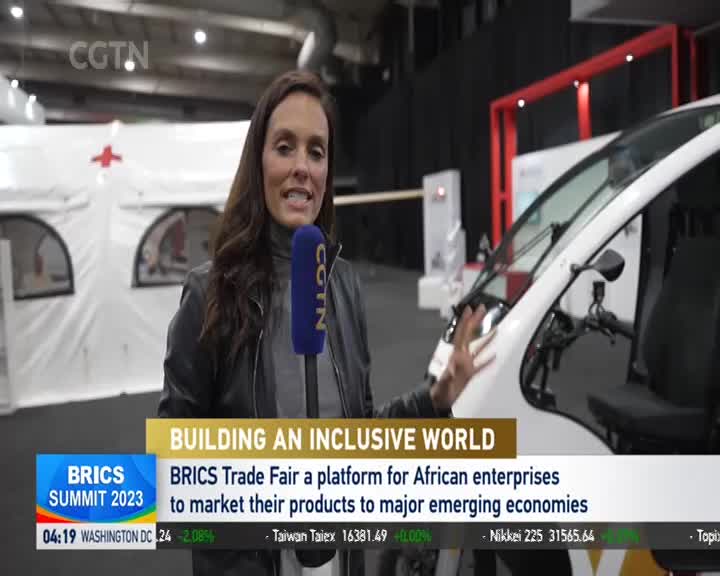 CGTN
CGTN
BUILDING AN INCLUSIVE WORLD
BRICS Trade Fair a platform for African enterprises
to market their products to major emerging economies
BRICS
SUMMIT 2023
04:19 WASHINGTON DC
.24 -2.08% · Taiwan Taiex 16381.49 +0.00% · Nikkei 225 31565.64 · Topix